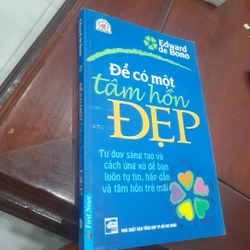 Edward
de Bono
Để có một
tâm hồn
ĐẸP
Tư duy sáng tạo và
cách ứng xử để bạn
luôn tự tin, hấp dẫn
và tâm hồn trẻ mãi
First News
NHÀ XUẤT BẢN TỔNG HỢP TP. HỒ CHÍ MINH